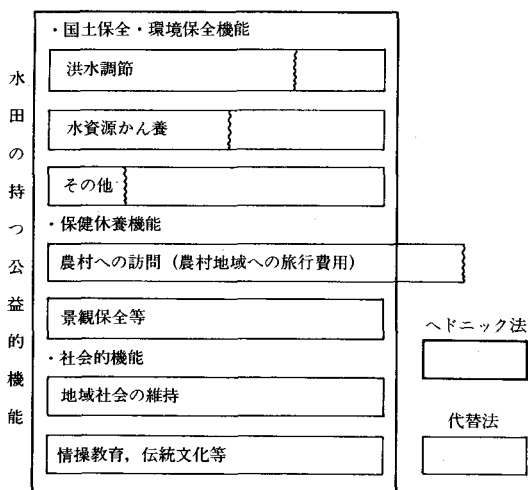 ・国土保全・環境保全機能
洪水調節
水資源かん養
その他
・保健休養機能
農村への訪問(農村地域への旅行費用)
景観保全等
・社会的機能
地域社会の維持
情操教育,伝統文化等
水田の持つ公益的機能
ヘドニック法
代替法